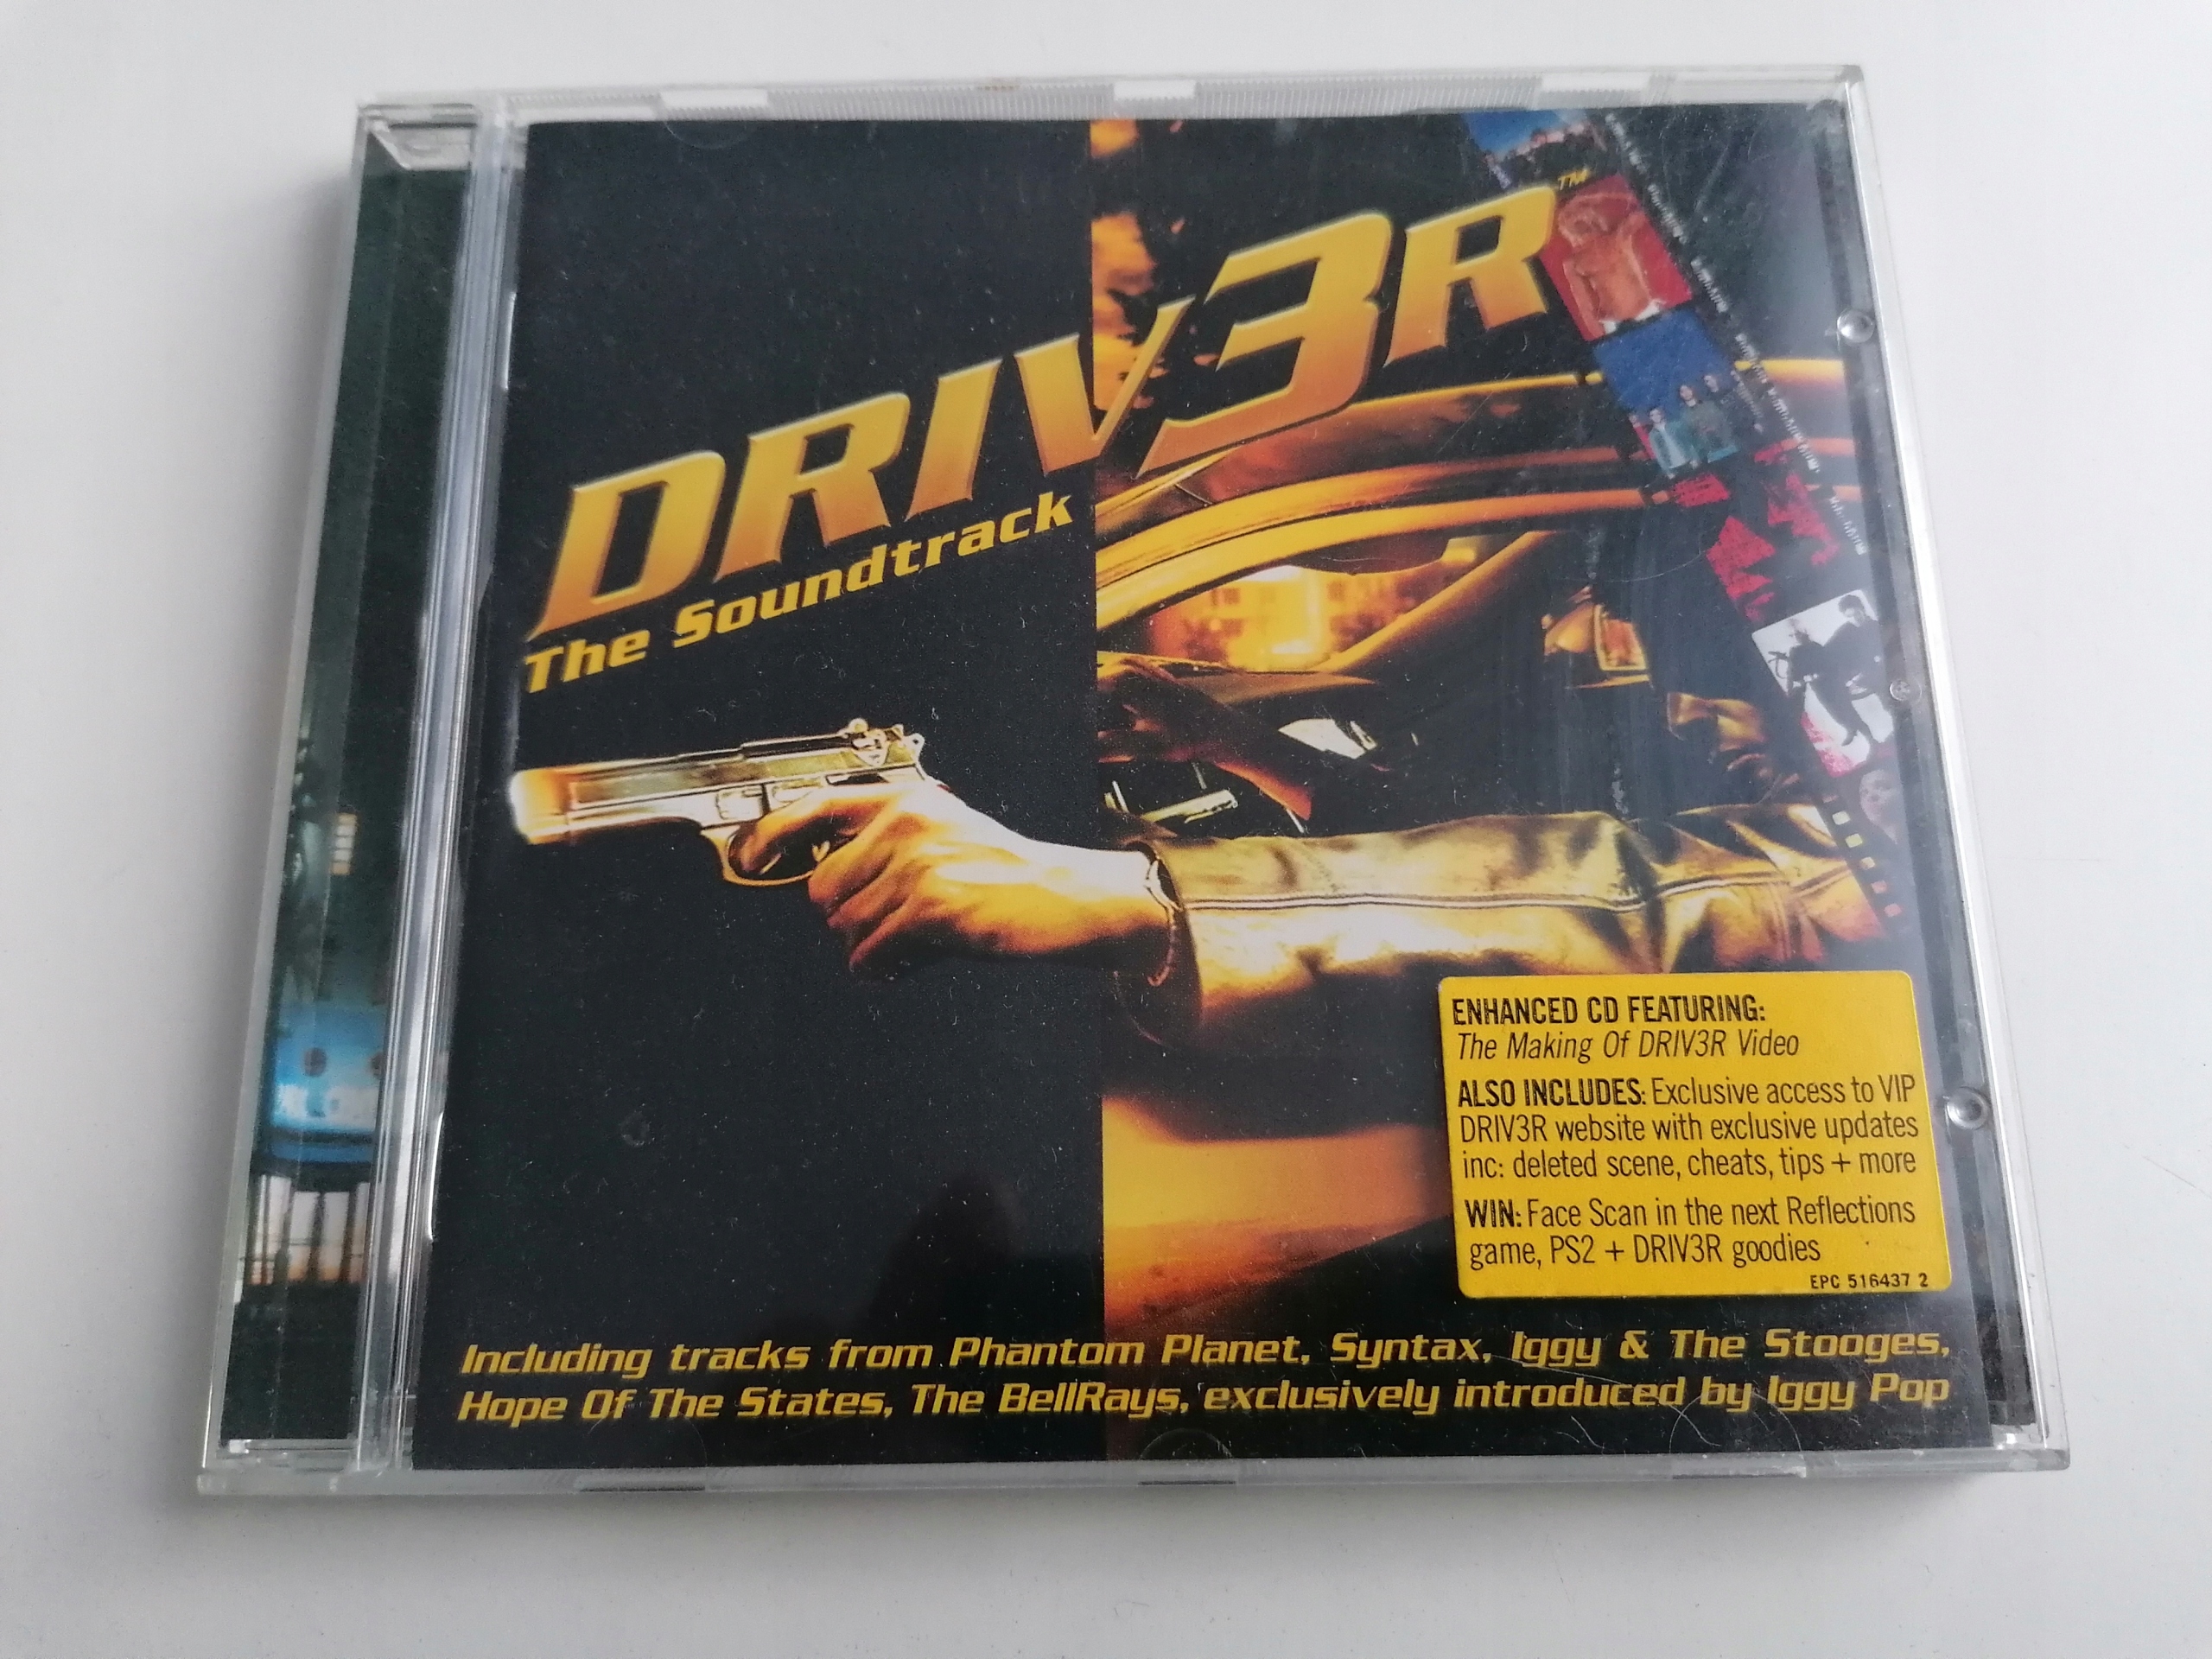 DRIV3R™
The Soundtrack
ENHANCED CD FEATURING:
The Making Of DRIV3R Video
ALSO INCLUDES: Exclusive access to VIP
DRIV3R website with exclusive updates
inc: deleted scene, cheats, tips + more
WIN: Face Scan in the next Reflections
game, PS2 + DRIV3R goodies
EPC 516437 2
Including tracks from Phantom Planet, Syntax, Iggy & The Stooges,
Hope Of The States, The BellRays, exclusively introduced by Iggy Pop